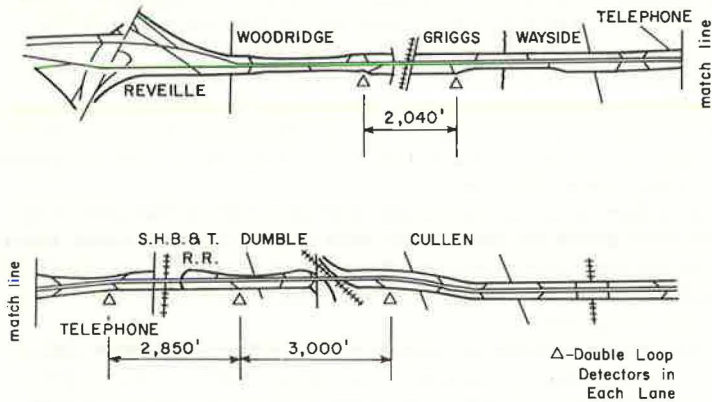 TELEPHONE
WOODRIDGE
GRIGGS
WAYSIDE
REVEILLE
match line
2,040'
S.H.B.& T.
R.R.
DUMBLE
CULLEN
match line
TELEPHONE
2,850'
3,000'
△-Double Loop
Detectors in
Each Lane